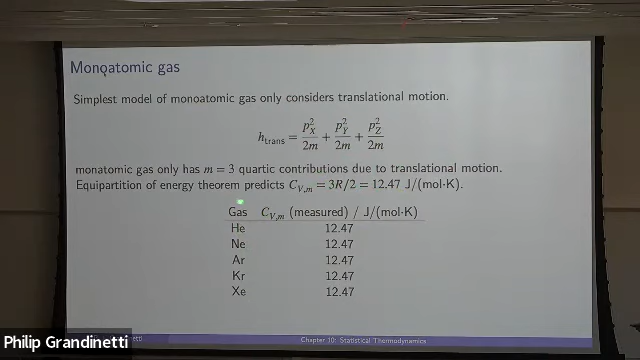 Monoatomic gas
Simplest model of monoatomic gas only considers translational motion.
h_trans = p_X^2/2m + p_Y^2/2m + p_Z^2/2m
monatomic gas only has m = 3 quartic contributions due to translational motion.
Equipartition of energy theorem predicts C_V,m = 3R/2 = 12.47 J/(mol·K).
Gas C_V,m (measured) / J/(mol·K)
He 12.47
Ne 12.47
Ar 12.47
Kr 12.47
Xe 12.47
Chapter 10: Statistical Thermodynamics
Philip Grandinetti